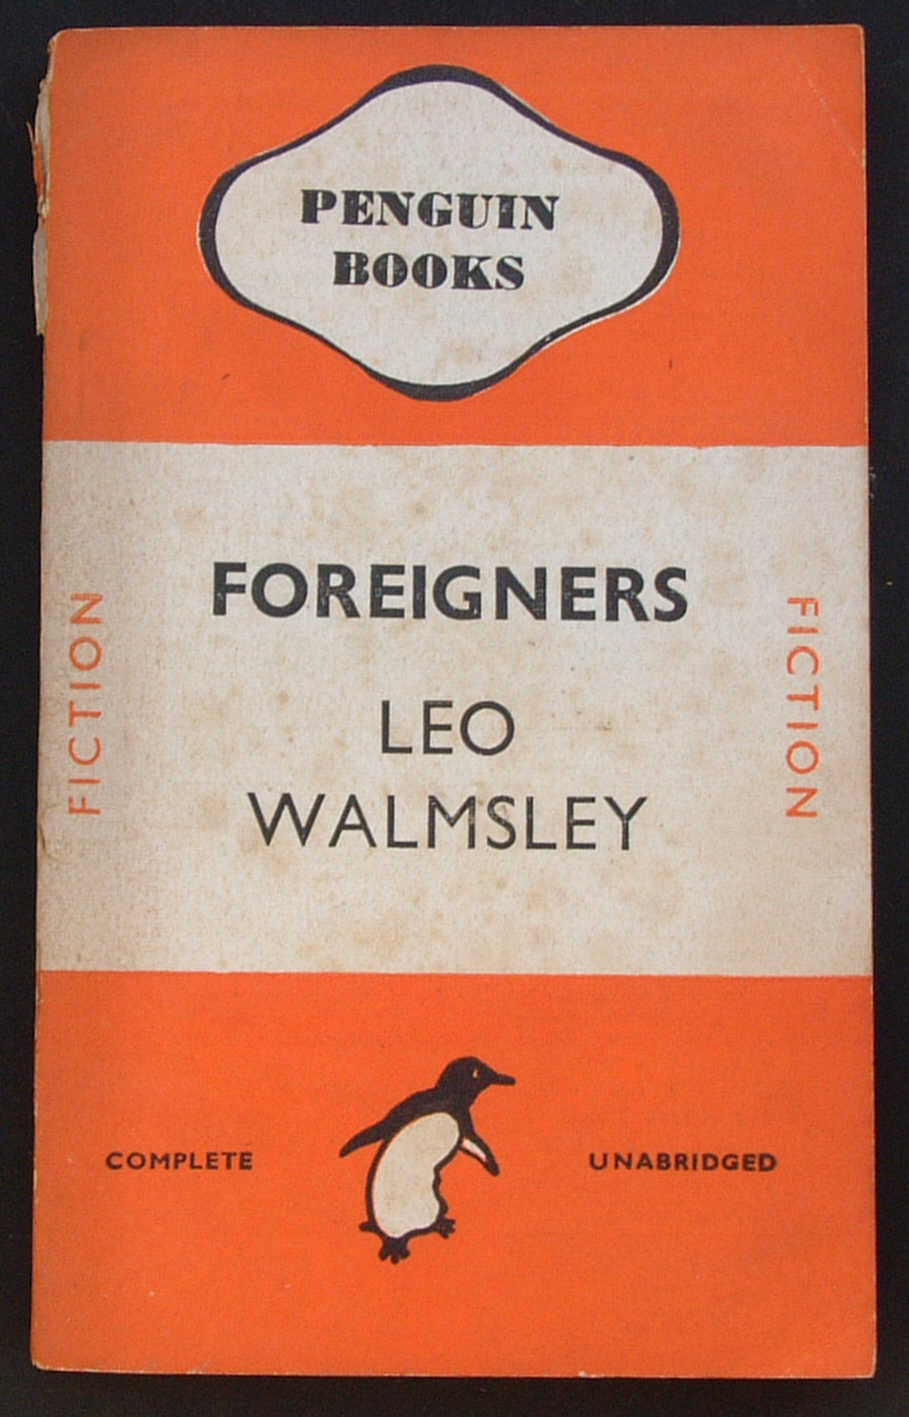 PENGUIN
BOOKS
FOREIGNERS
LEO
WALMSLEY
FICTION
FICTION
COMPLETE
UNABRIDGED